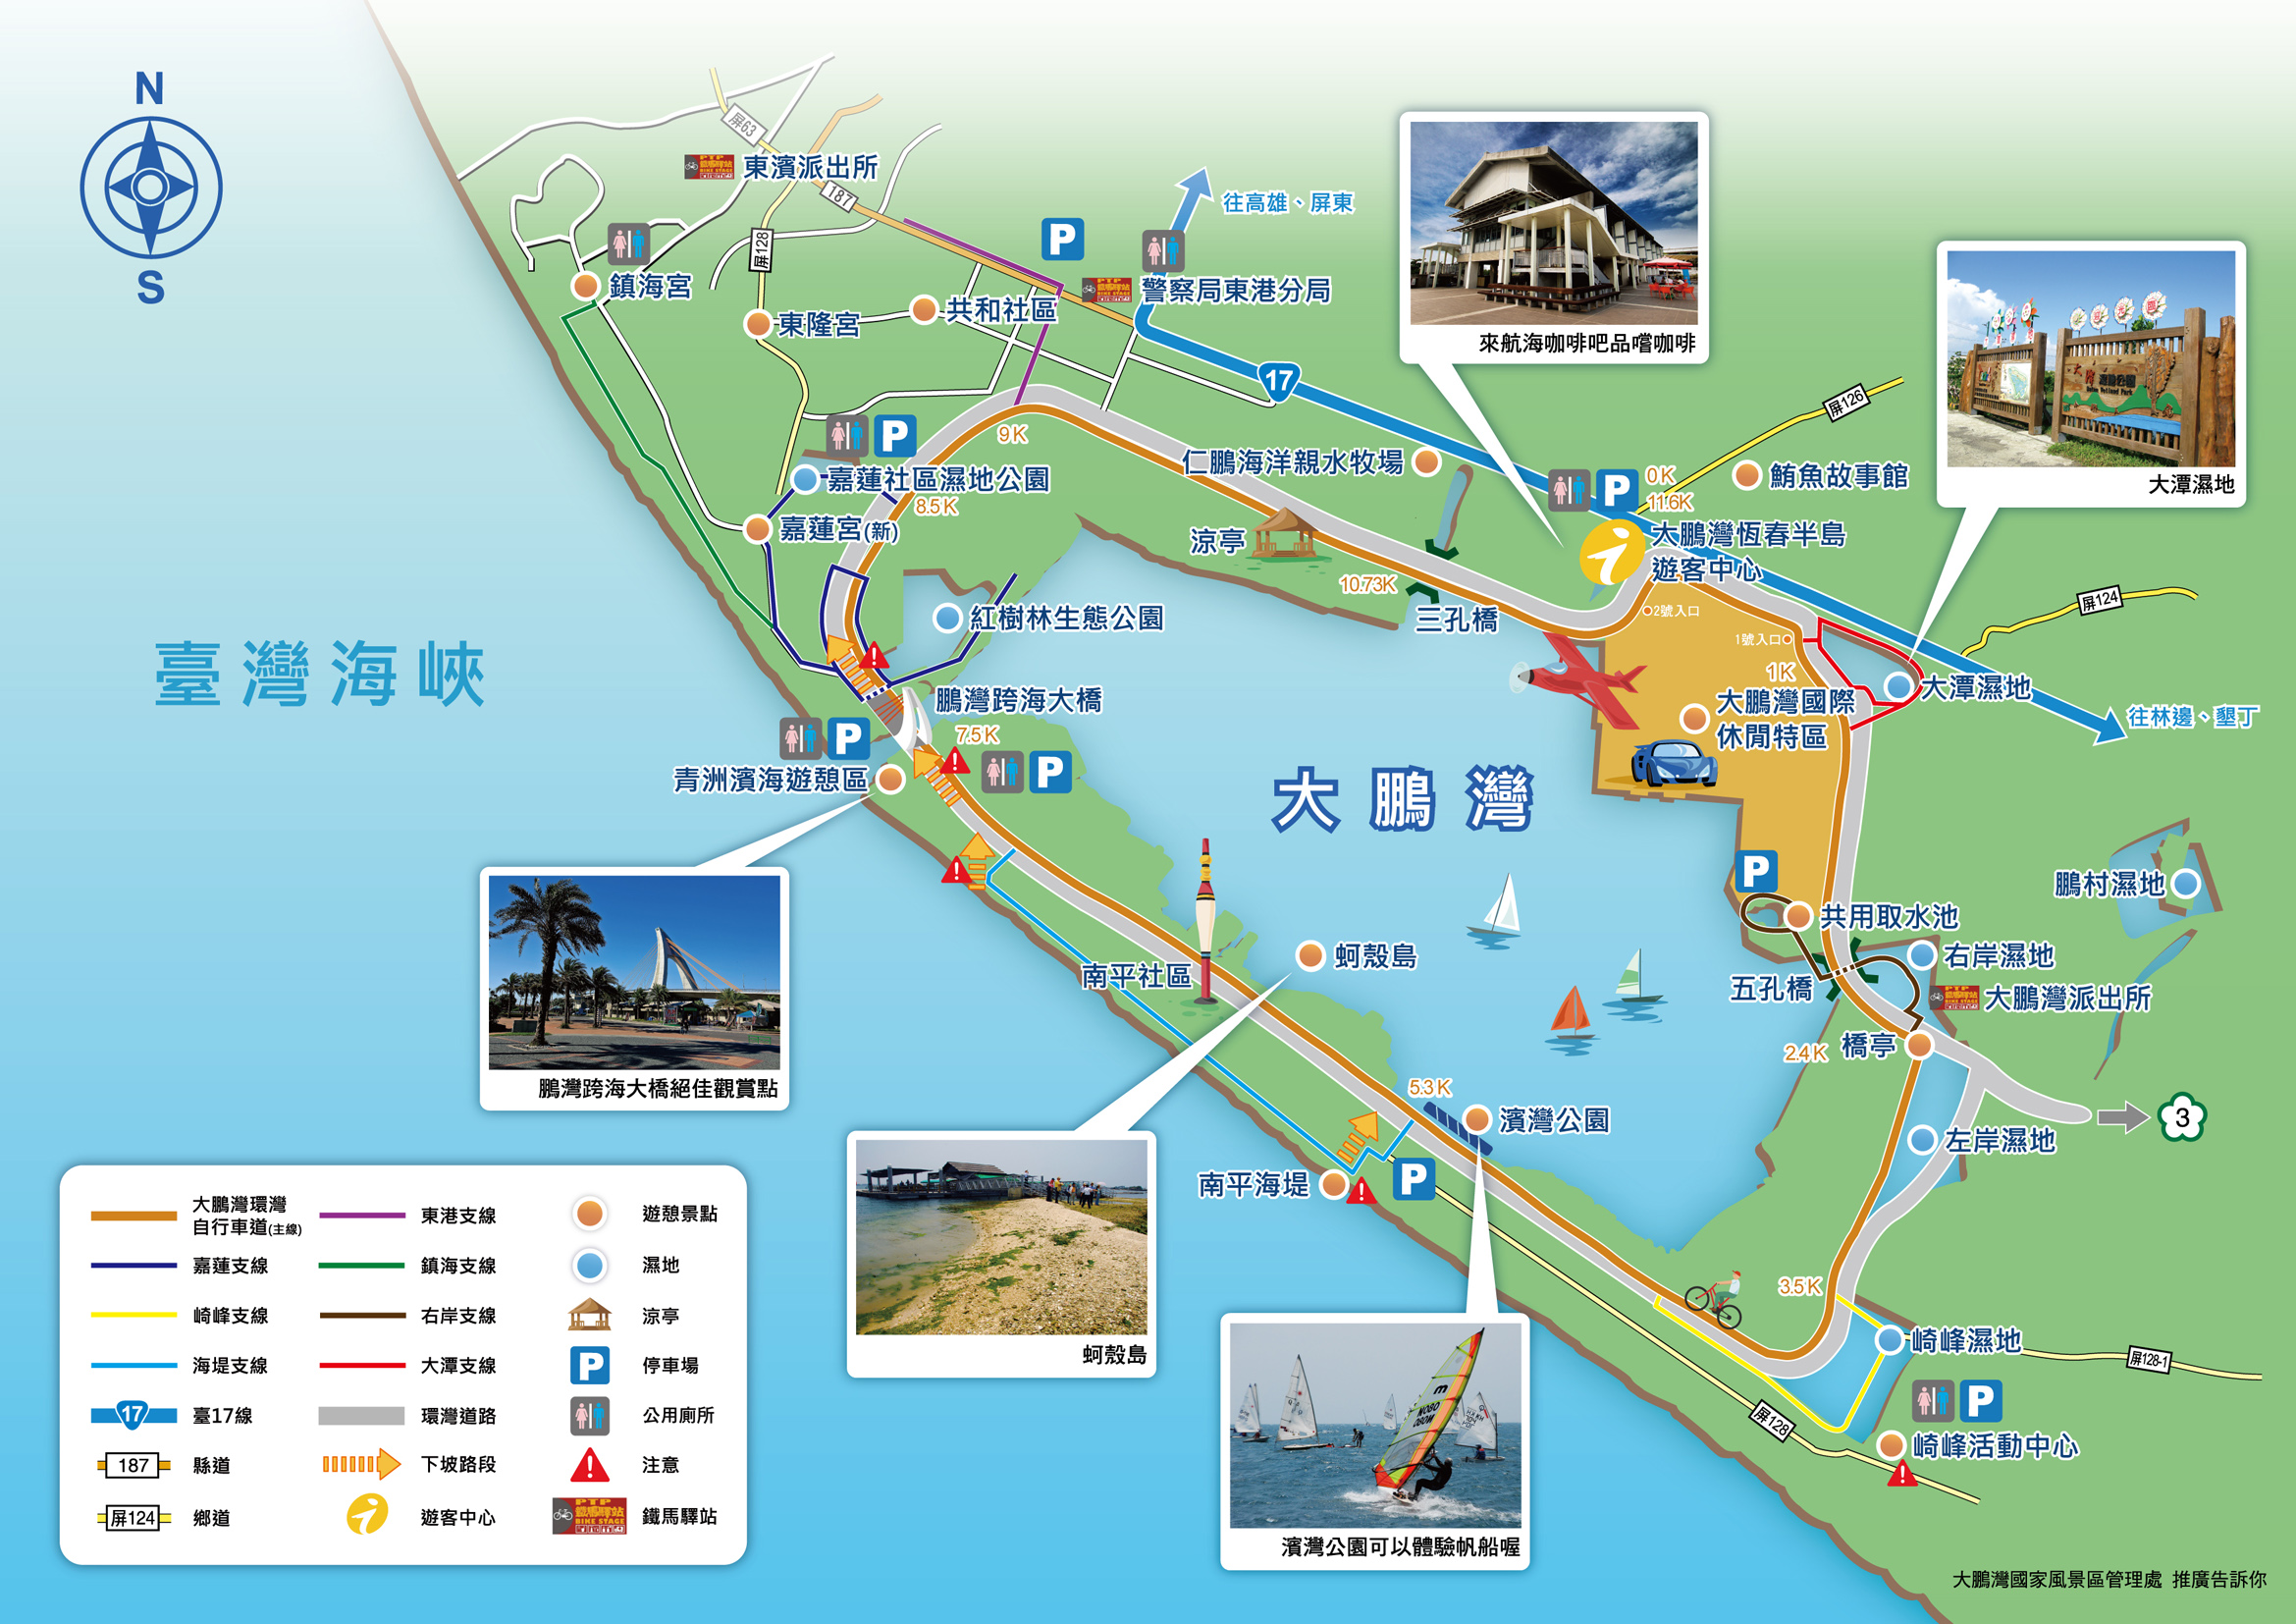 N
S
臺灣海峽
屏63
東濱派出所
187
屏128
鎮海宮
東隆宮
共和社區
P
警察局東港分局
往高雄、屏東
17
來航海咖啡吧品嚐咖啡
大潭濕地
屏126
鮪魚故事館
9K
P
嘉蓮社區濕地公園
8.5K
嘉蓮宮(新)
仁鵬海洋親水牧場
涼亭
10.73K
三孔橋
P
0K
11.6K
大鵬灣恆春半島
遊客中心
屏124
2號入口
1號入口
1K
大潭濕地
往林邊、墾丁
大鵬灣國際
休閒特區
紅樹林生態公園
鵬灣跨海大橋
7.5K
P
青洲濱海遊憩區
P
大鵬灣
鵬灣跨海大橋絕佳觀賞點
南平社區
蚵殼島
P
共用取水池
鵬村濕地
右岸濕地
五孔橋
大鵬灣派出所
橋亭
2.4K
3
左岸濕地
5.3K
濱灣公園
南平海堤
P
蚵殼島
3.5K
崎峰濕地
屏128-1
P
屏128
崎峰活動中心
濱灣公園可以體驗帆船喔
大鵬灣環灣
自行車道(主線)
東港支線
遊憩景點
嘉蓮支線
鎮海支線
濕地
崎峰支線
右岸支線
涼亭
海堤支線
大潭支線
P
停車場
17
臺17線
環灣道路
公用廁所
187
縣道
下坡路段
注意
屏124
鄉道
遊客中心
PTP
鐵馬驛站
BIKE STAGE
鐵馬驛站
大鵬灣國家風景區管理處 推廣告訴你